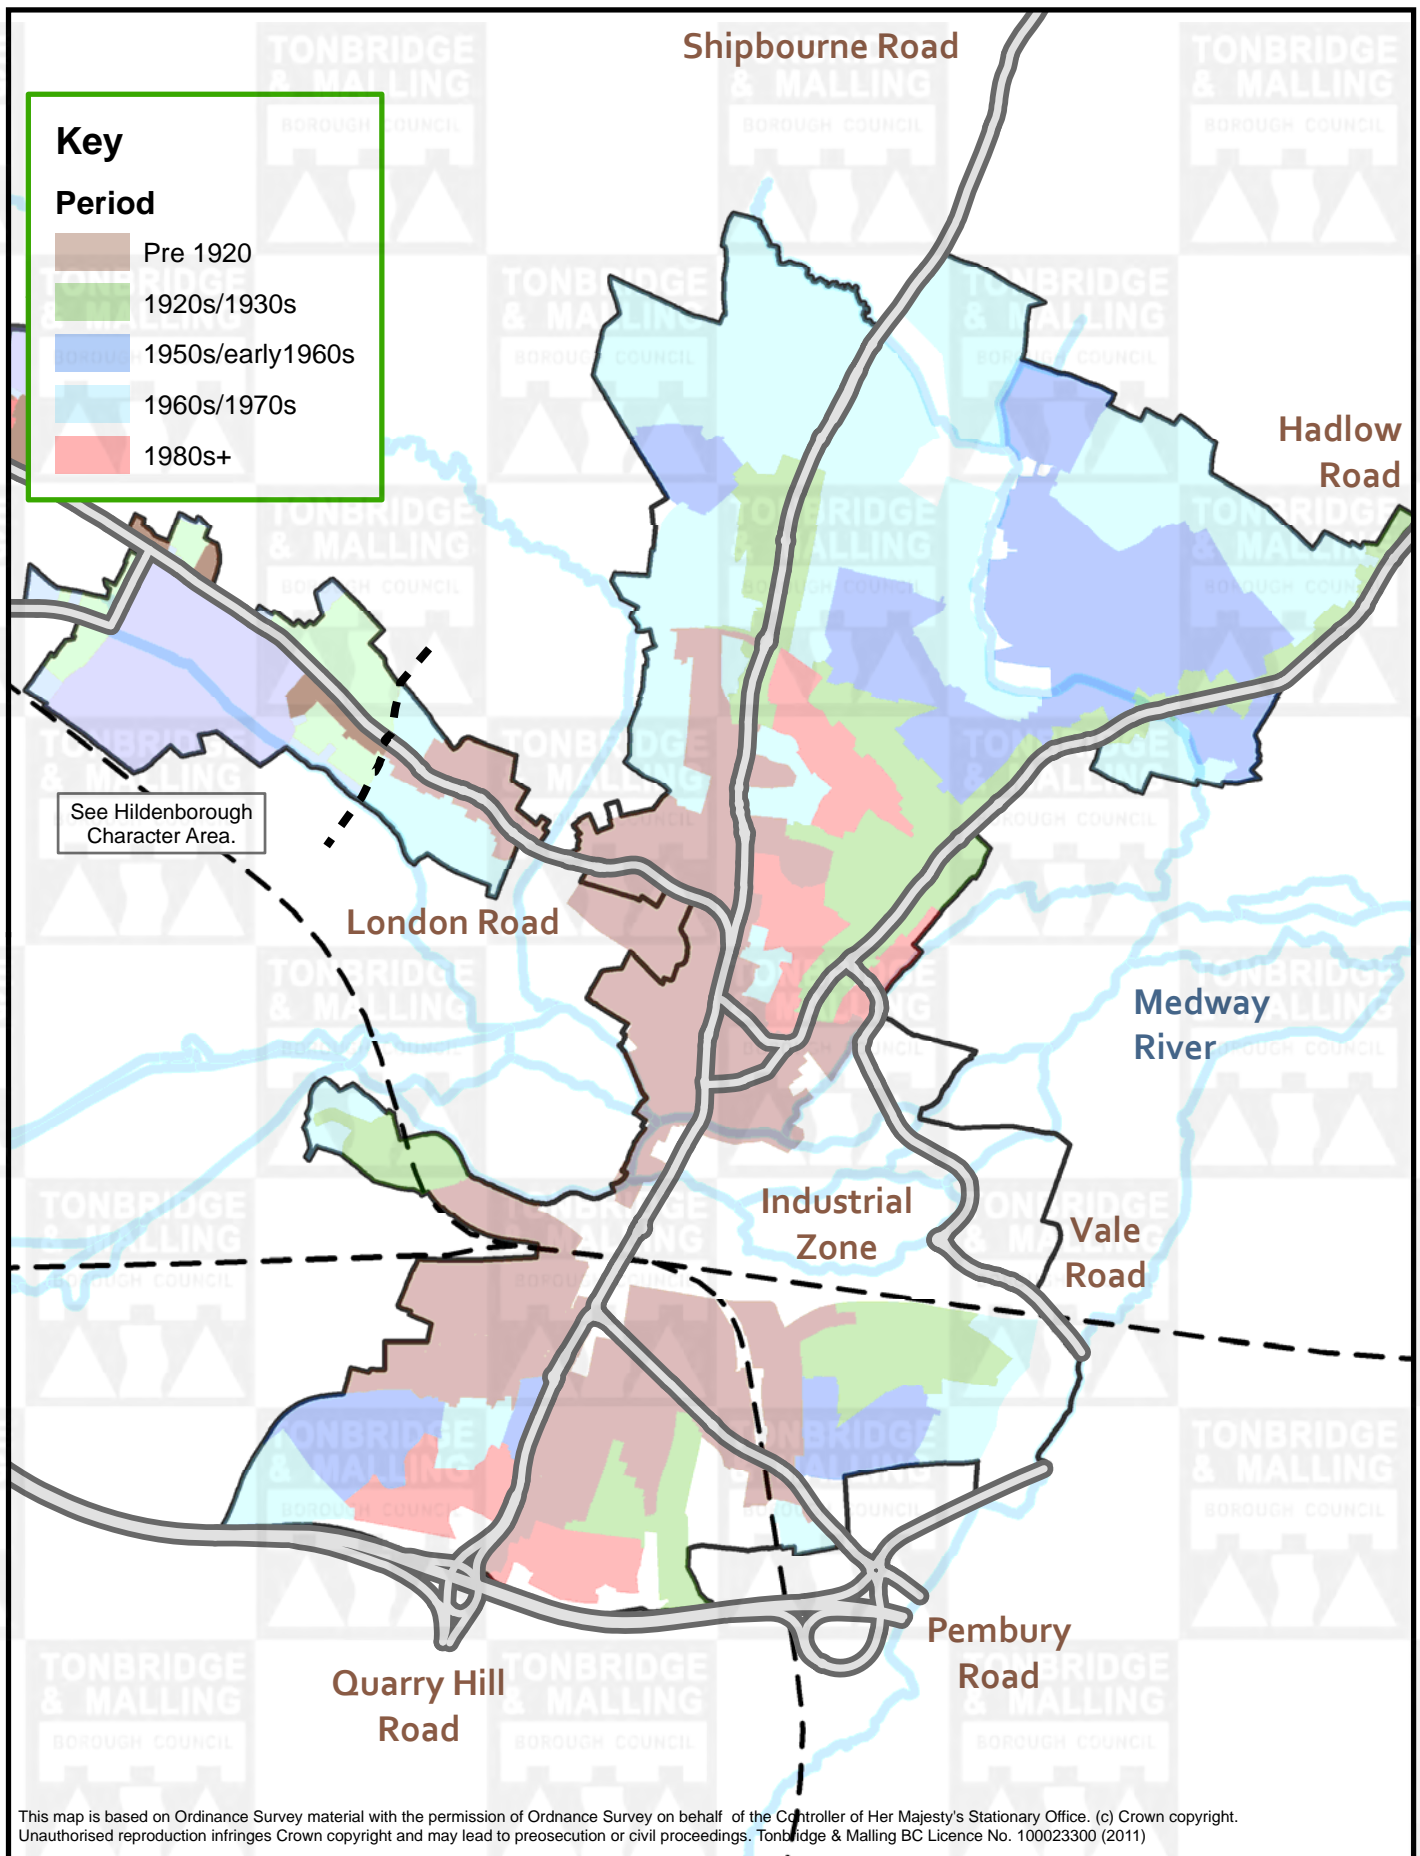 Shipbourne Road
Key
Period
Pre 1920
1920s/1930s
1950s/early1960s
1960s/1970s
1980s+
Hadlow
Road
See Hildenborough
Character Area.
London Road
Medway
River
Industrial
Zone
Vale
Road
Pembury
Road
Quarry Hill
Road
This map is based on Ordinance Survey material with the permission of Ordnance Survey on behalf of the Controller of Her Majesty's Stationary Office. (c) Crown copyright.
Unauthorised reproduction infringes Crown copyright and may lead to preosecution or civil proceedings. Tonbridge & Malling BC Licence No. 100023300 (2011)
TONBRIDGE
& MALLING
BOROUGH COUNCIL